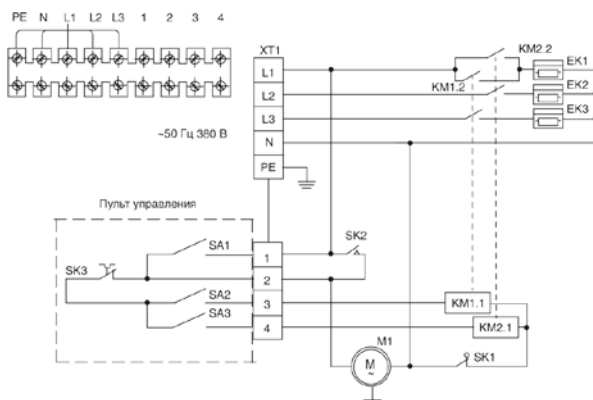 PE N L1 L2 L3 1 2 3 4
XT1
KM2.2
L1
EK1
KM1.2
L2
EK2
L3
EK3
~50 Гц 380 В
N
PE
Пульт управления
SA1
SK2
SK3
1
2
SA2
3
KM1.1
SA3
4
KM2.1
M1
M
~
SK1